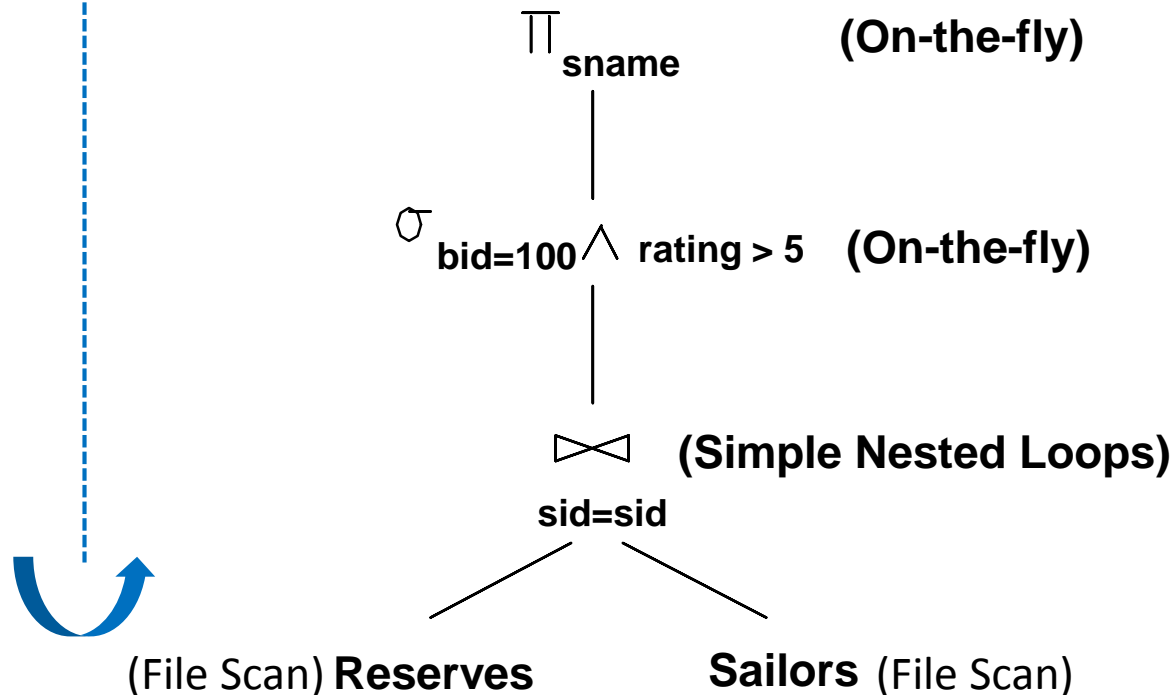 π sname (On-the-fly)
σ bid=100 ∧ rating > 5 (On-the-fly)
⋈ (Simple Nested Loops)
sid=sid
(File Scan) Reserves Sailors (File Scan)